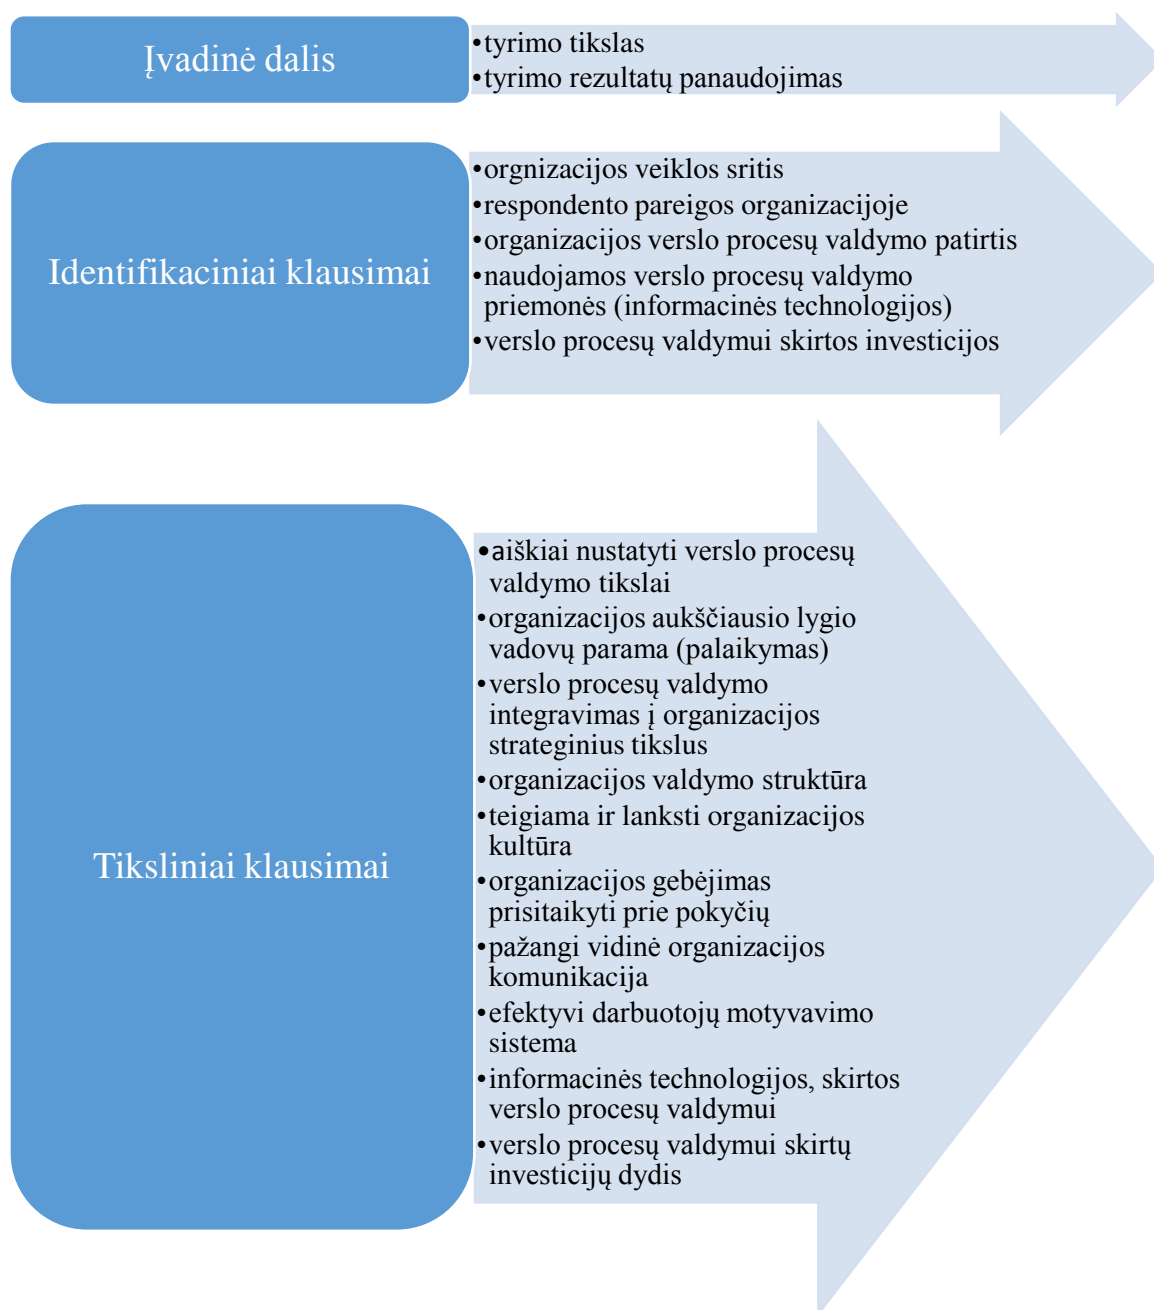 Įvadinė dalis
•tyrimo tikslas
•tyrimo rezultatų panaudojimas
Identifikaciniai klausimai
•orgnizacijos veiklos sritis
•respondento pareigos organizacijoje
•organizacijos verslo procesų valdymo patirtis
•naudojamos verslo procesų valdymo
priemonės (informacinės technologijos)
•verslo procesų valdymui skirtos investicijos
Tiksliniai klausimai
•aiškiai nustatyti verslo procesų
valdymo tikslai
•organizacijos aukščiausio lygio
vadovų parama (palaikymas)
•verslo procesų valdymo
integravimas į organizacijos
strateginius tikslus
•organizacijos valdymo struktūra
•teigiama ir lanksti organizacijos
kultūra
•organizacijos gebėjimas
prisitaikyti prie pokyčių
•pažangi vidinė organizacijos
komunikacija
•efektyvi darbuotojų motyvavimo
sistema
•informacinės technologijos, skirtos
verslo procesų valdymui
•verslo procesų valdymui skirtų
investicijų dydis